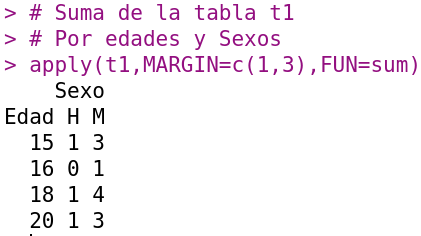 > # Suma de la tabla t1
> # Por edades y Sexos
> apply(t1,MARGIN=c(1,3),FUN=sum)
    Sexo
Edad H M
  15 1 3
  16 0 1
  18 1 4
  20 1 3